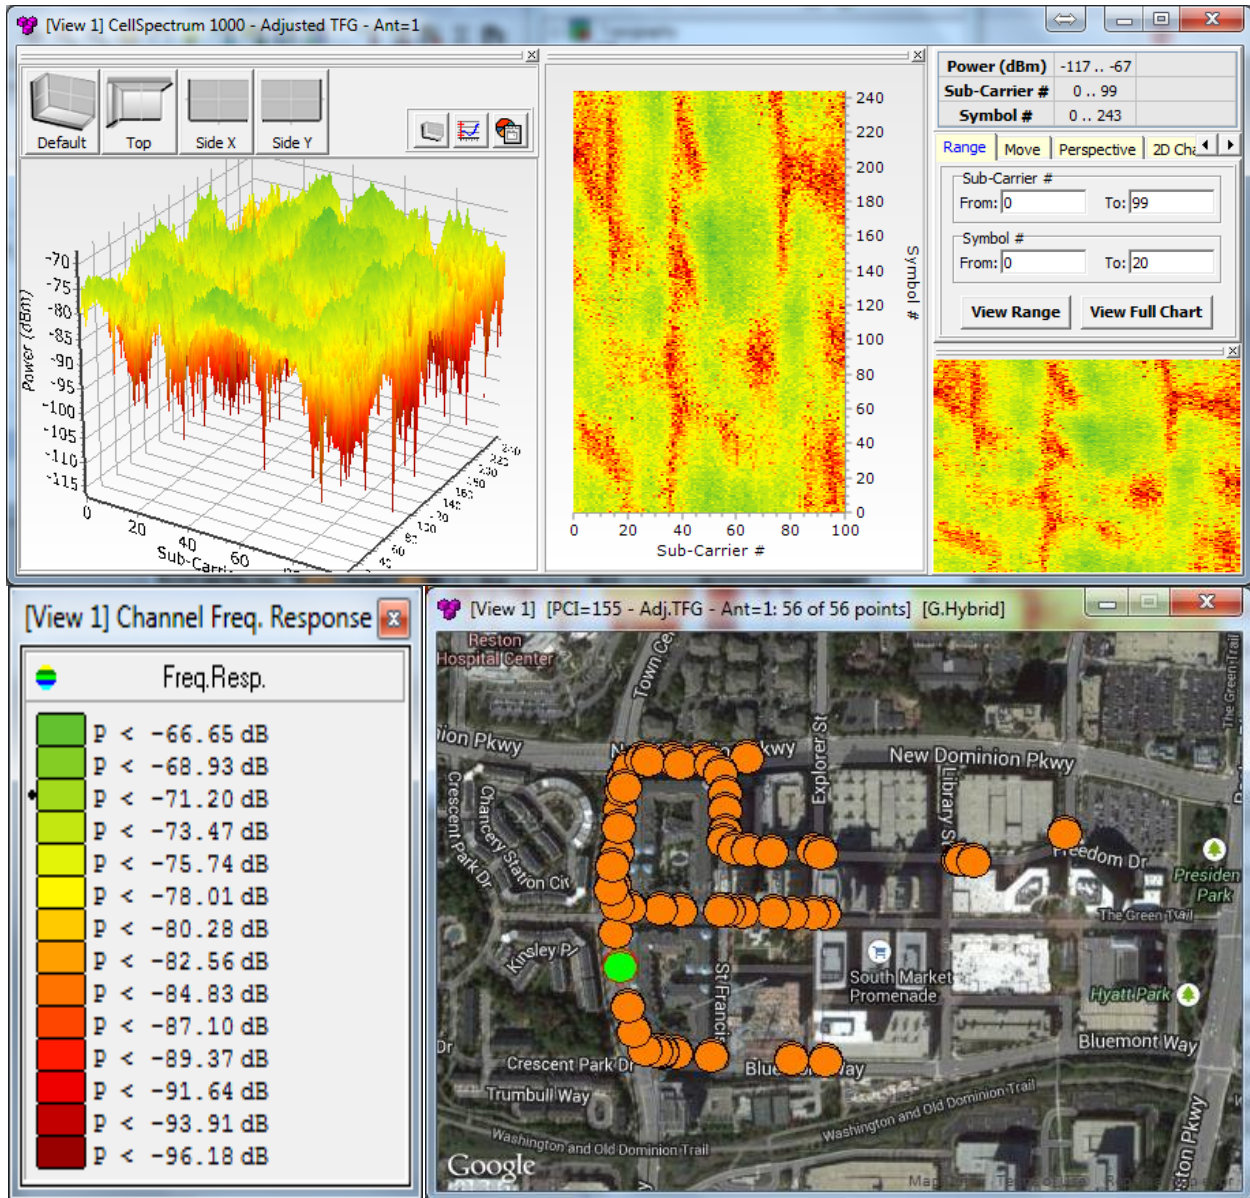 [View 1] CellSpectrum 1000 - Adjusted TFG - Ant=1
Default
Top
Side X
Side Y
-70
-75
-80
-85
-90
-95
-100
-105
-110
-115
Power (dBm)
0
20
40
60
Sub-Carri
240
220
200
180
160
140
120
100
80
60
40
20
0
Symbol #
0 20 40 60 80 100
Sub-Carrier #
Power (dBm) -117 .. -67
Sub-Carrier # 0 .. 99
Symbol # 0 .. 243
Range Move Perspective 2D Cha
Sub-Carrier #
From: 0 To: 99
Symbol #
From: 0 To: 20
View Range View Full Chart
[View 1] Channel Freq. Response
Freq.Resp.
P < -66.65 dB
P < -68.93 dB
P < -71.20 dB
P < -73.47 dB
P < -75.74 dB
P < -78.01 dB
P < -80.28 dB
P < -82.56 dB
P < -84.83 dB
P < -87.10 dB
P < -89.37 dB
P < -91.64 dB
P < -93.91 dB
P < -96.18 dB
[View 1] [PCI=155 - Adj.TFG - Ant=1: 56 of 56 points] [G.Hybrid]
Reston
Hospital Center
Town Ce
The Green Trail
ion Pkwy
kwy
Explorer St
New Dominion Pkwy
Library St
Crescent Park Dr
Chancery Station Cir
Freedom Dr
Presiden
Park
The Green Trail
Kinsley Pl
St Francis
South Market
Promenade
Hyatt Park
Dr
Crescent Park Dr
Bluemont Way
Trumbull Way
Washington and Old Dominion Trail
Washington and Old Dominion Trail
ston Pkwy
Google